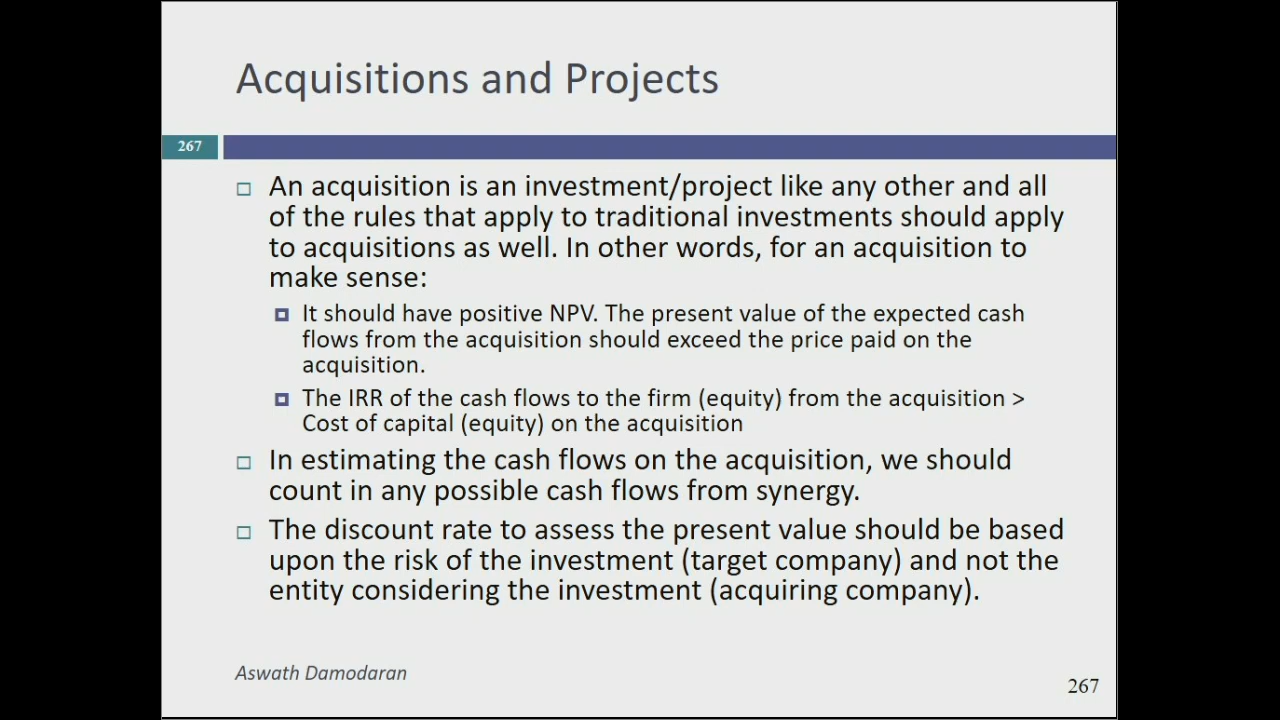 Acquisitions and Projects
267
An acquisition is an investment/project like any other and all
of the rules that apply to traditional investments should apply
to acquisitions as well. In other words, for an acquisition to
make sense:
It should have positive NPV. The present value of the expected cash
flows from the acquisition should exceed the price paid on the
acquisition.
The IRR of the cash flows to the firm (equity) from the acquisition >
Cost of capital (equity) on the acquisition
In estimating the cash flows on the acquisition, we should
count in any possible cash flows from synergy.
The discount rate to assess the present value should be based
upon the risk of the investment (target company) and not the
entity considering the investment (acquiring company).
Aswath Damodaran
267